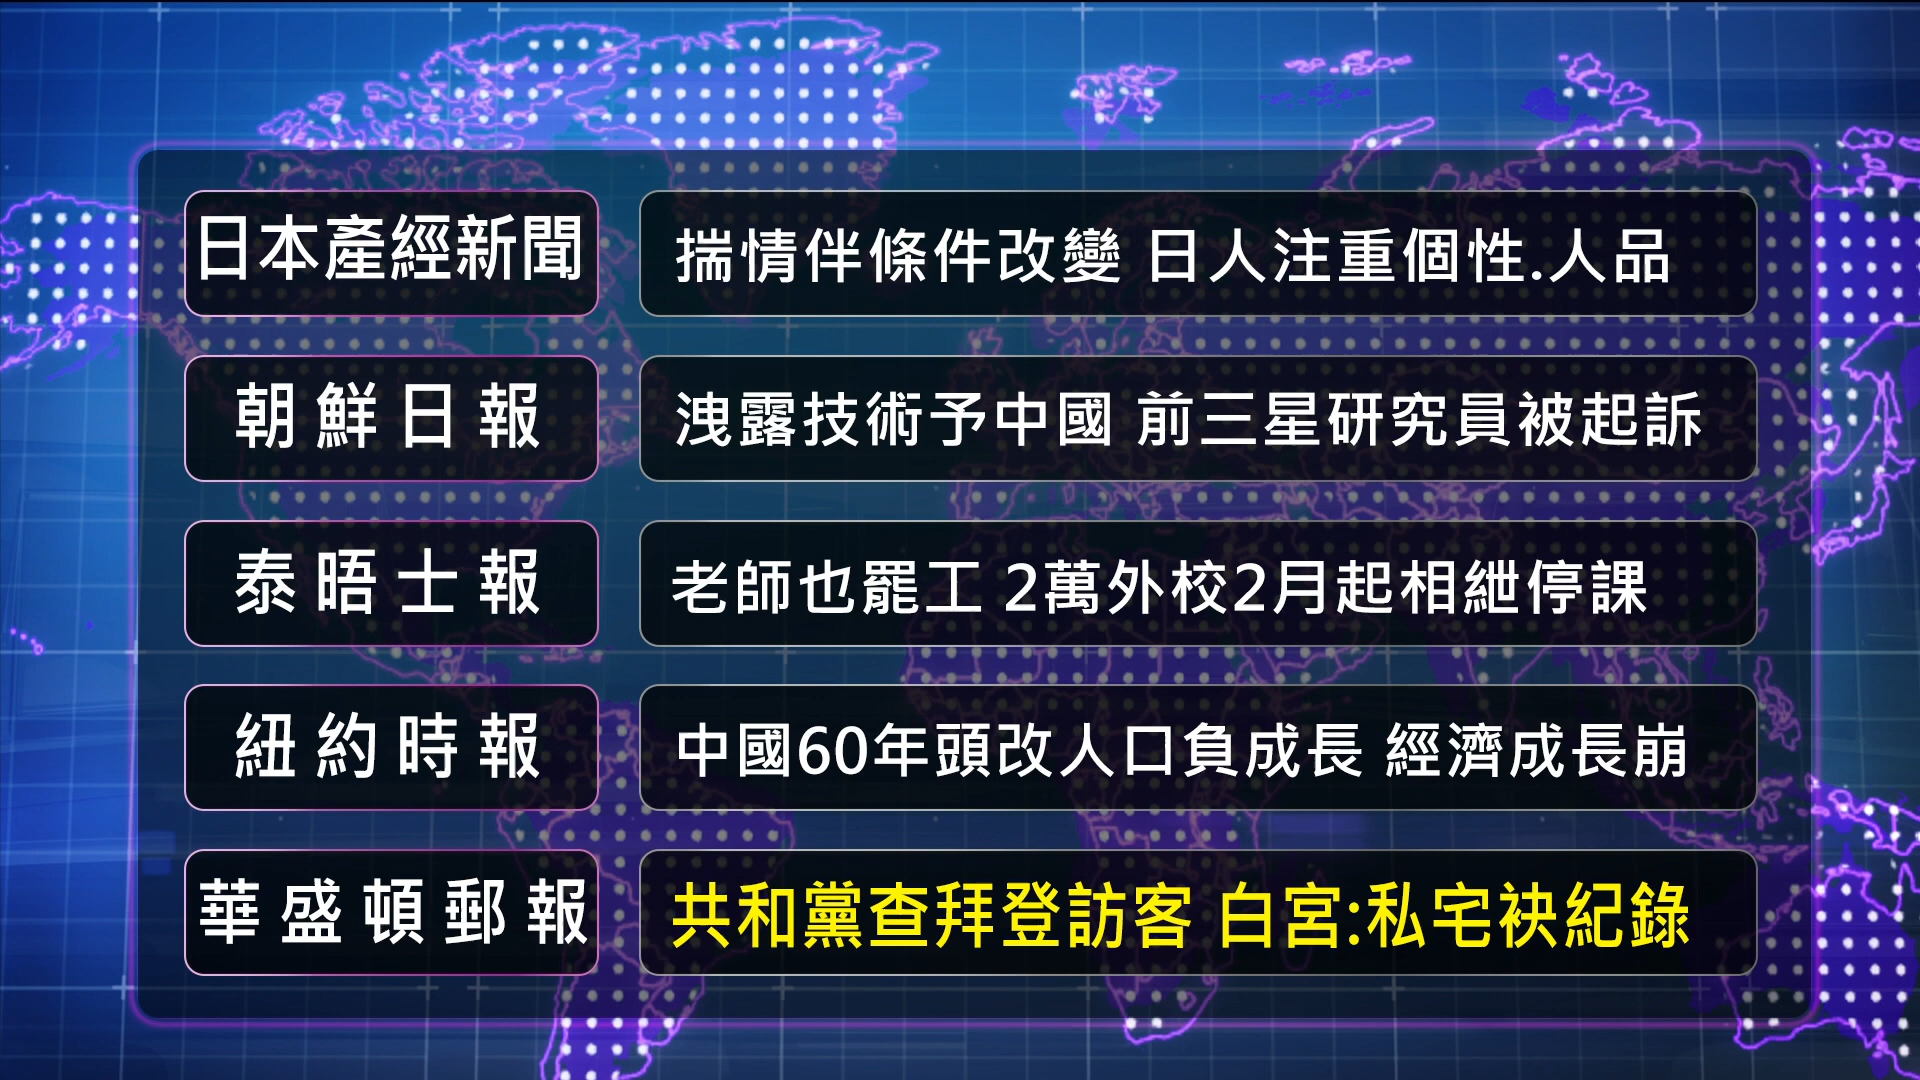 日本產經新聞
揣情伴條件改變 日人注重個性.人品
朝鮮日報
洩露技術予中國 前三星研究員被起訴
泰晤士報
老師也罷工 2萬外校2月起相紲停課
紐約時報
中國60年頭改人口負成長 經濟成長崩
華盛頓郵報
共和黨查拜登訪客 白宮:私宅袂紀錄